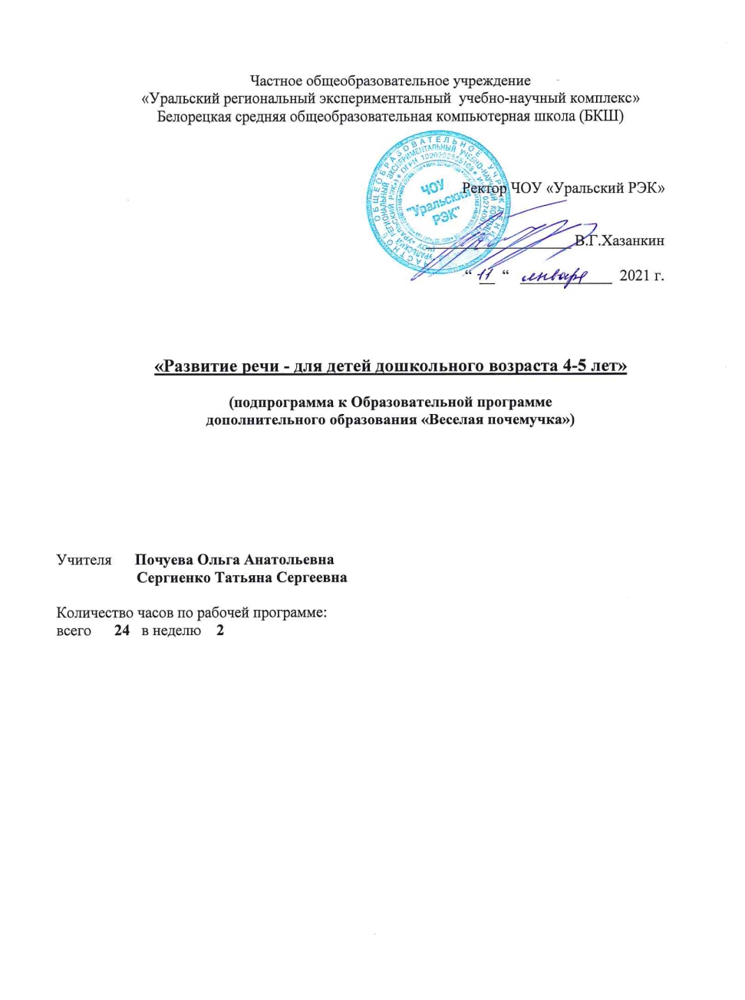 Частное общеобразовательное учреждение
«Уральский региональный экспериментальный учебно-научный комплекс»
Белорецкая средняя общеобразовательная компьютерная школа (БКШ)
ЧОУ
"Уральский
РЭК"
Ректор ЧОУ «Уральский РЭК»
В.Г.Хазанкин
“ 11 “ января 2021 г.
«Развитие речи - для детей дошкольного возраста 4-5 лет»
(подпрограмма к Образовательной программе
дополнительного образования «Веселая почемучка»)
Учителя Почуева Ольга Анатольевна
Сергиенко Татьяна Сергеевна
Количество часов по рабочей программе:
всего 24 в неделю 2